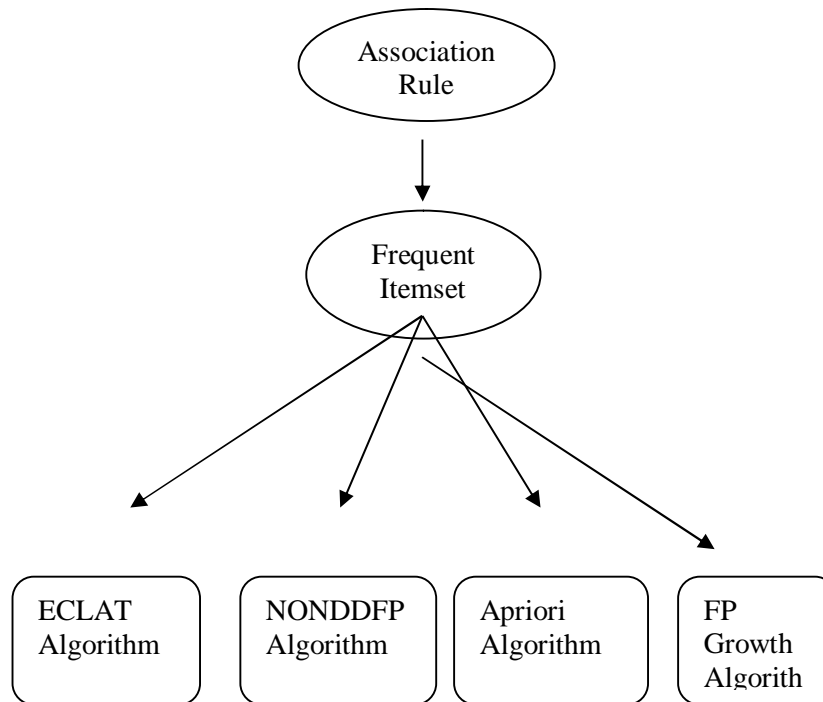 Association
Rule
Frequent
Itemset
ECLAT
Algorithm
NONDDFP
Algorithm
Apriori
Algorithm
FP
Growth
Algorith